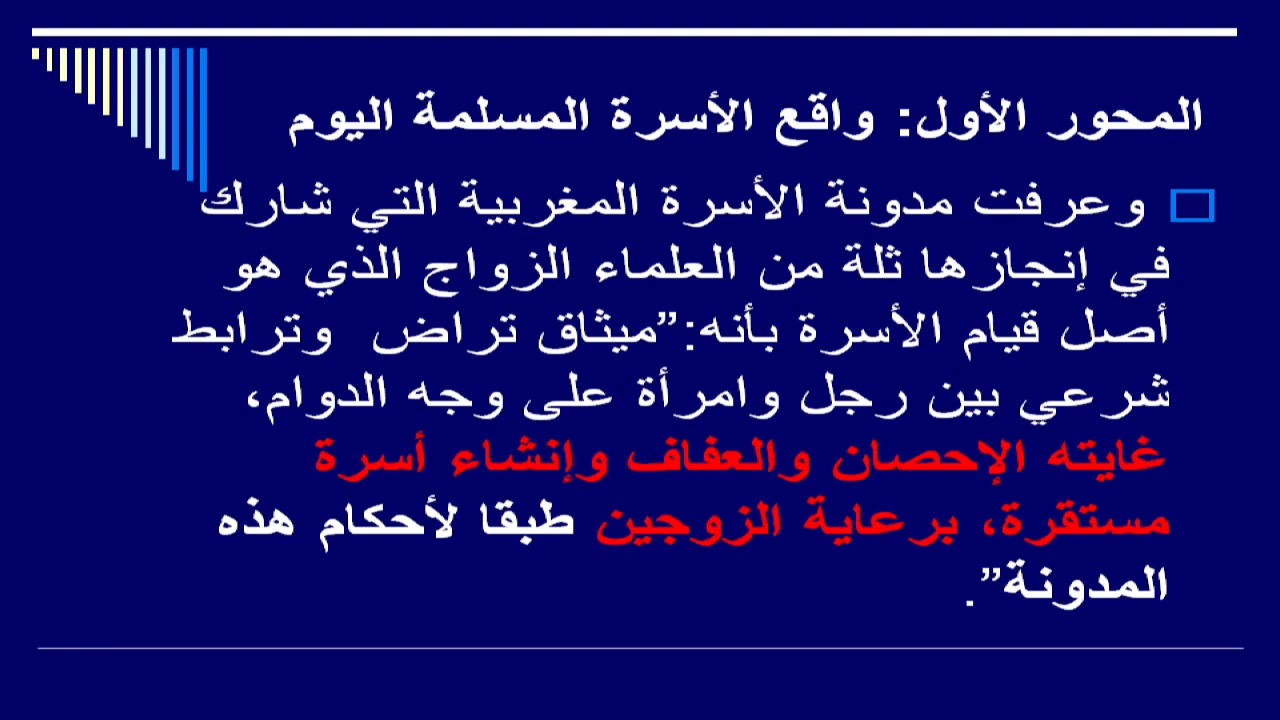 المحور الأول: واقع الأسرة المسلمة اليوم
وعرفت مدونة الأسرة المغربية التي شارك
في إنجازها ثلة من العلماء الزواج الذي هو
أصل قيام الأسرة بأنه:”ميثاق تراض وترابط
شرعي بين رجل وامرأة على وجه الدوام،
غايته الإحصان والعفاف وإنشاء أسرة
مستقرة، برعاية الزوجين طبقا لأحكام هذه
المدونة”.